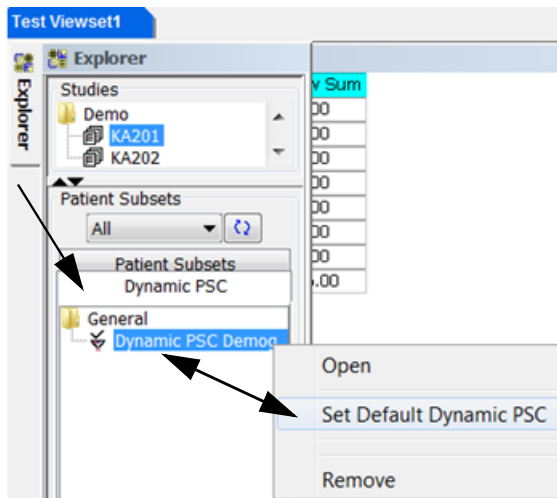 Test Viewset1
Explorer
Explorer
Studies
Demo
KA201
KA202
Patient Subsets
All
Patient Subsets
Dynamic PSC
General
Dynamic PSC Demog
Sum
00
00
00
00
00
00
00
.00
Open
Set Default Dynamic PSC
Remove